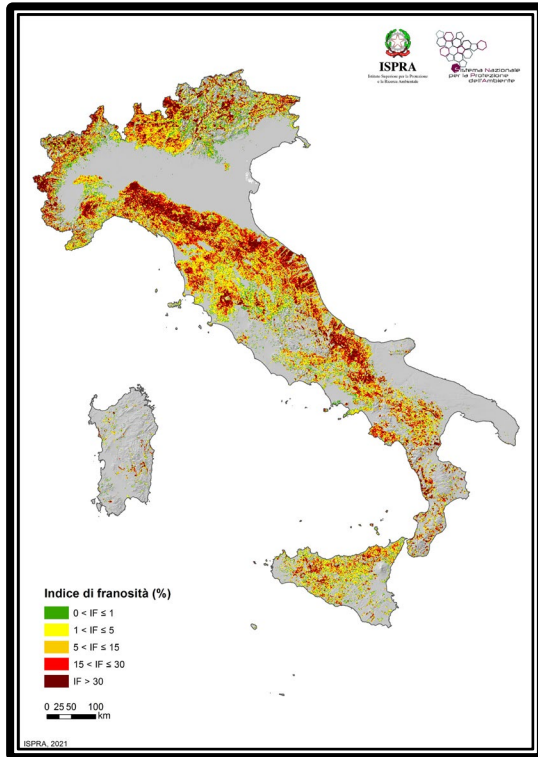 ISPRA
Istituto Superiore per la Protezione
e la Ricerca Ambientale
Sistema Nazionale
per la Protezione
dell'Ambiente
Indice di franosità (%)
0 < IF ≤ 1
1 < IF ≤ 5
5 < IF ≤ 15
15 < IF ≤ 30
IF > 30
0 25 50 100
km
ISPRA, 2021